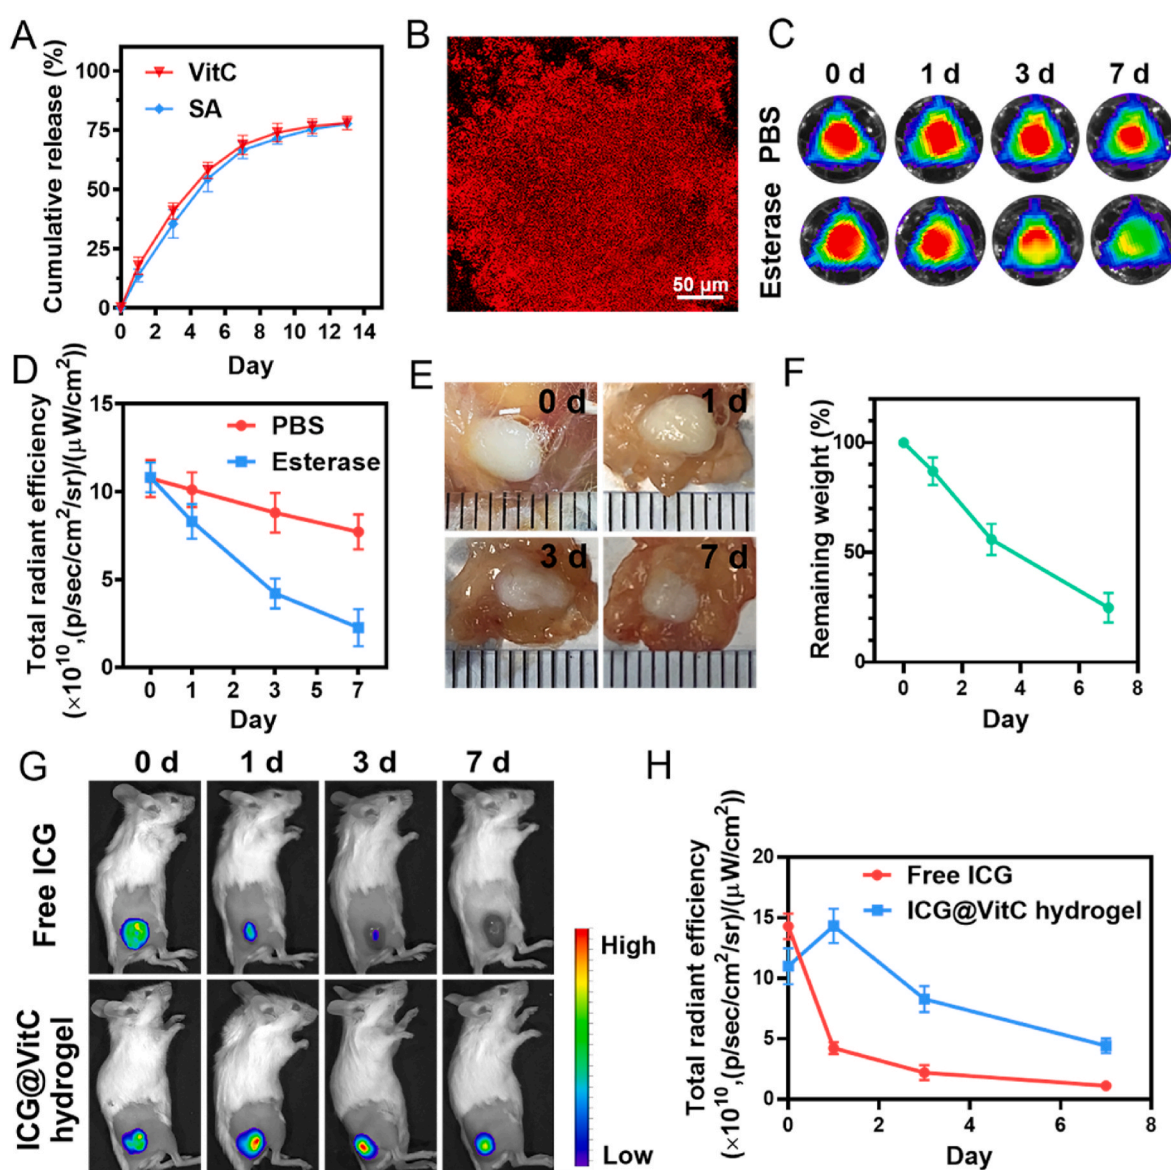 A
Cumulative release (%)
100
75
50
25
0
VitC
SA
0 2 4 6 8 10 12 14
Day
B
50 µm
C
0 d 1 d 3 d 7 d
PBS
Esterase
D
Total radiant efficiency
(×10¹⁰,(p/sec/cm²/sr)/(µW/cm²))
15
10
5
0
PBS
Esterase
0 1 2 3 5 7
Day
E
0 d
1 d
3 d
7 d
F
Remaining weight (%)
100
50
0
0 2 4 6 8
Day
G
0 d 1 d 3 d 7 d
Free ICG
ICG@VitC
hydrogel
High
Low
H
Total radiant efficiency
(×10¹⁰,(p/sec/cm²/sr)/(µW/cm²))
20
15
10
5
0
Free ICG
ICG@VitC hydrogel
0 2 4 6 8
Day